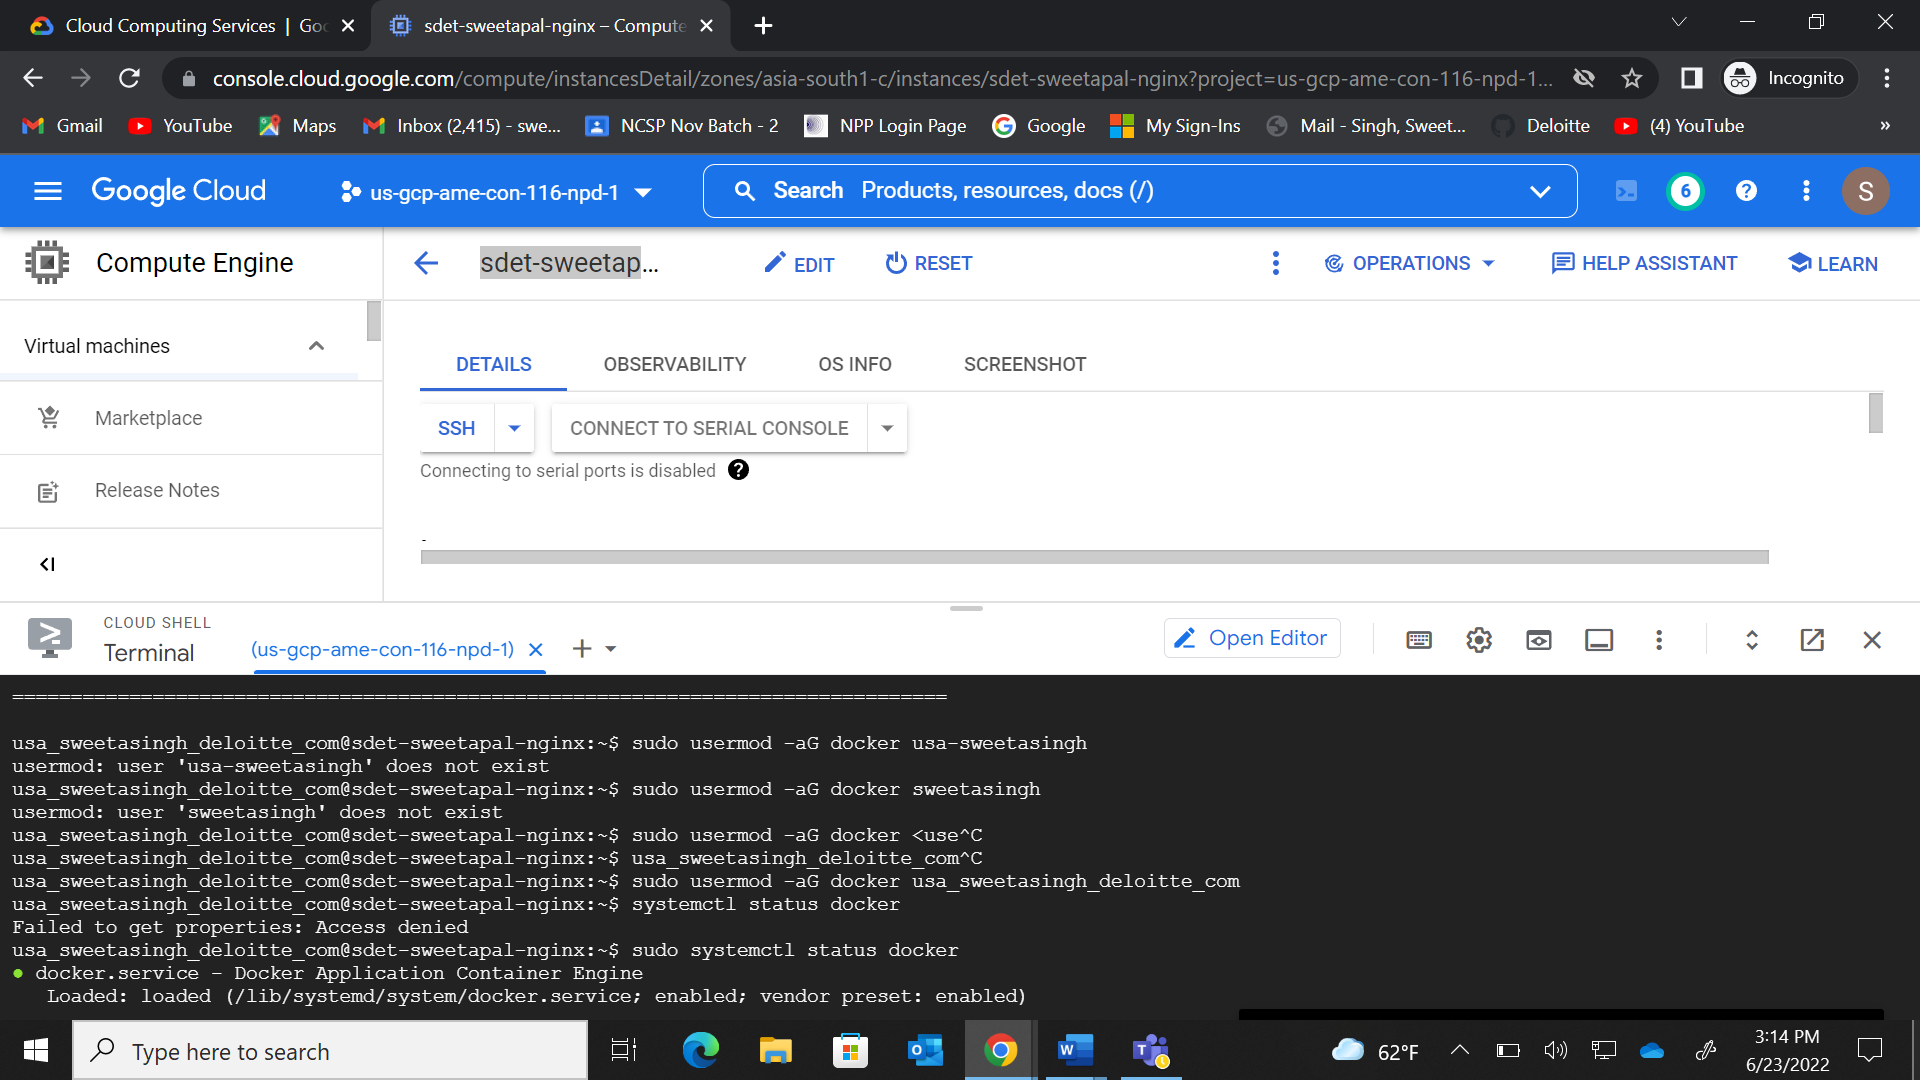 Cloud Computing Services | Goo
sdet-sweetapal-nginx – Compute
console.cloud.google.com/compute/instancesDetail/zones/asia-south1-c/instances/sdet-sweetapal-nginx?project=us-gcp-ame-con-116-npd-1...
Incognito
Gmail
YouTube
Maps
Inbox (2,415) - swe...
NCSP Nov Batch - 2
NPP Login Page
Google
My Sign-Ins
Mail - Singh, Sweet...
Deloitte
(4) YouTube
»
Google Cloud
us-gcp-ame-con-116-npd-1
Search Products, resources, docs (/)
6
S
Compute Engine
sdet-sweetap...
EDIT
RESET
OPERATIONS
HELP ASSISTANT
LEARN
Virtual machines
Marketplace
Release Notes
DETAILS
OBSERVABILITY
OS INFO
SCREENSHOT
SSH
CONNECT TO SERIAL CONSOLE
Connecting to serial ports is disabled
-
CLOUD SHELL
Terminal
(us-gcp-ame-con-116-npd-1)
Open Editor
================================================================================
usa_sweetasingh_deloitte_com@sdet-sweetapal-nginx:~$ sudo usermod -aG docker usa-sweetasingh
usermod: user 'usa-sweetasingh' does not exist
usa_sweetasingh_deloitte_com@sdet-sweetapal-nginx:~$ sudo usermod -aG docker sweetasingh
usermod: user 'sweetasingh' does not exist
usa_sweetasingh_deloitte_com@sdet-sweetapal-nginx:~$ sudo usermod -aG docker <use^C
usa_sweetasingh_deloitte_com@sdet-sweetapal-nginx:~$ usa_sweetasingh_deloitte_com^C
usa_sweetasingh_deloitte_com@sdet-sweetapal-nginx:~$ sudo usermod -aG docker usa_sweetasingh_deloitte_com
usa_sweetasingh_deloitte_com@sdet-sweetapal-nginx:~$ systemctl status docker
Failed to get properties: Access denied
usa_sweetasingh_deloitte_com@sdet-sweetapal-nginx:~$ sudo systemctl status docker
● docker.service - Docker Application Container Engine
Loaded: loaded (/lib/systemd/system/docker.service; enabled; vendor preset: enabled)
Type here to search
62°F
3:14 PM
6/23/2022